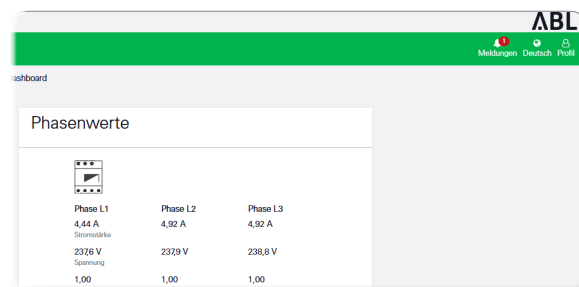 ABL
1
Meldungen Deutsch Profil
ashboard
Phasenwerte
Phase L1 Phase L2 Phase L3
4,44 A 4,92 A 4,92 A
Stromstärke
237,6 V 237,9 V 238,8 V
Spannung
1,00 1,00 1,00